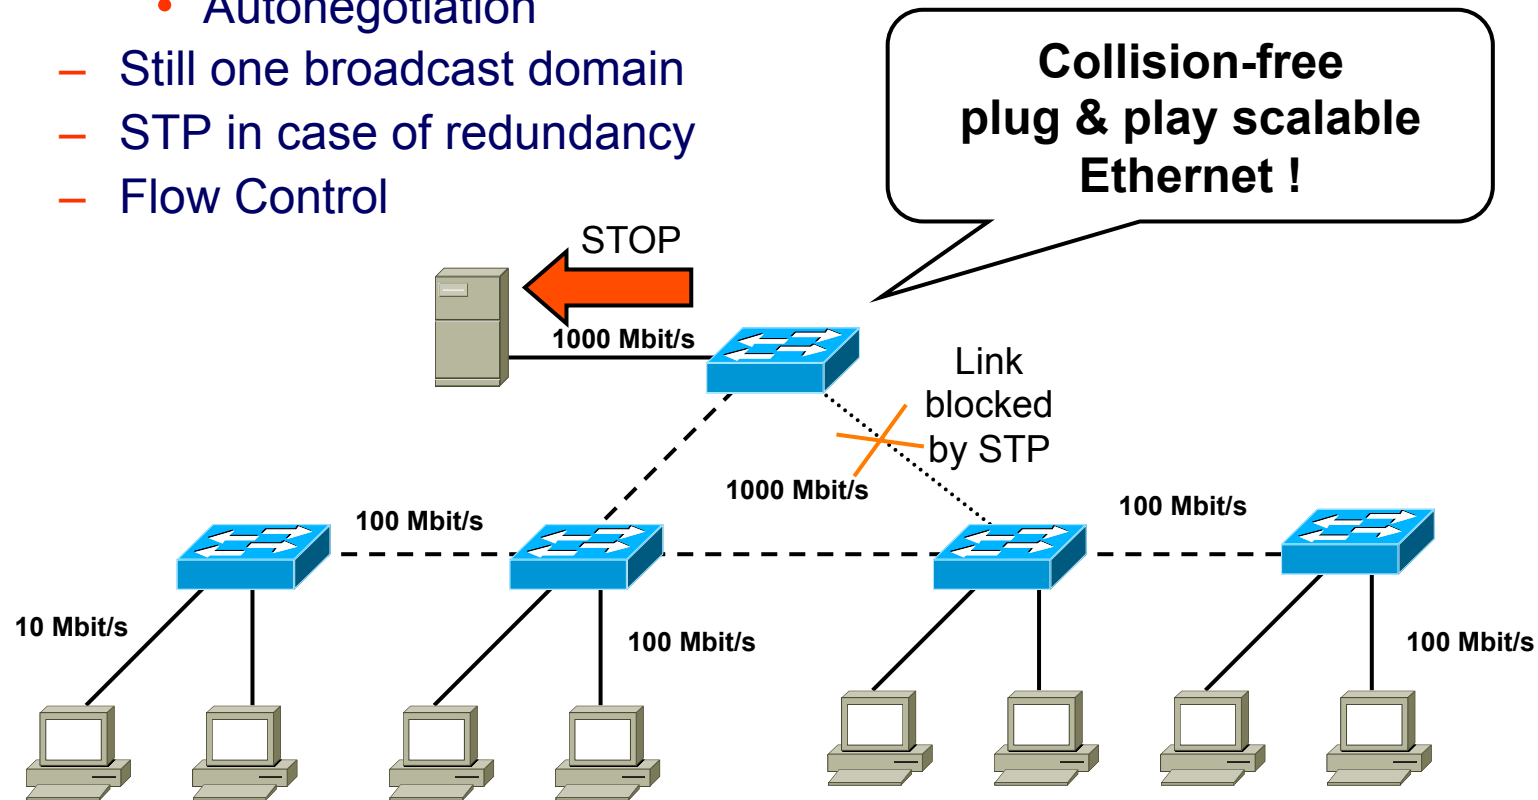 • Autonegotiation
– Still one broadcast domain
– STP in case of redundancy
– Flow Control
Collision-free
plug & play scalable
Ethernet !
STOP
1000 Mbit/s
Link
blocked
by STP
1000 Mbit/s
100 Mbit/s
100 Mbit/s
10 Mbit/s
100 Mbit/s
100 Mbit/s